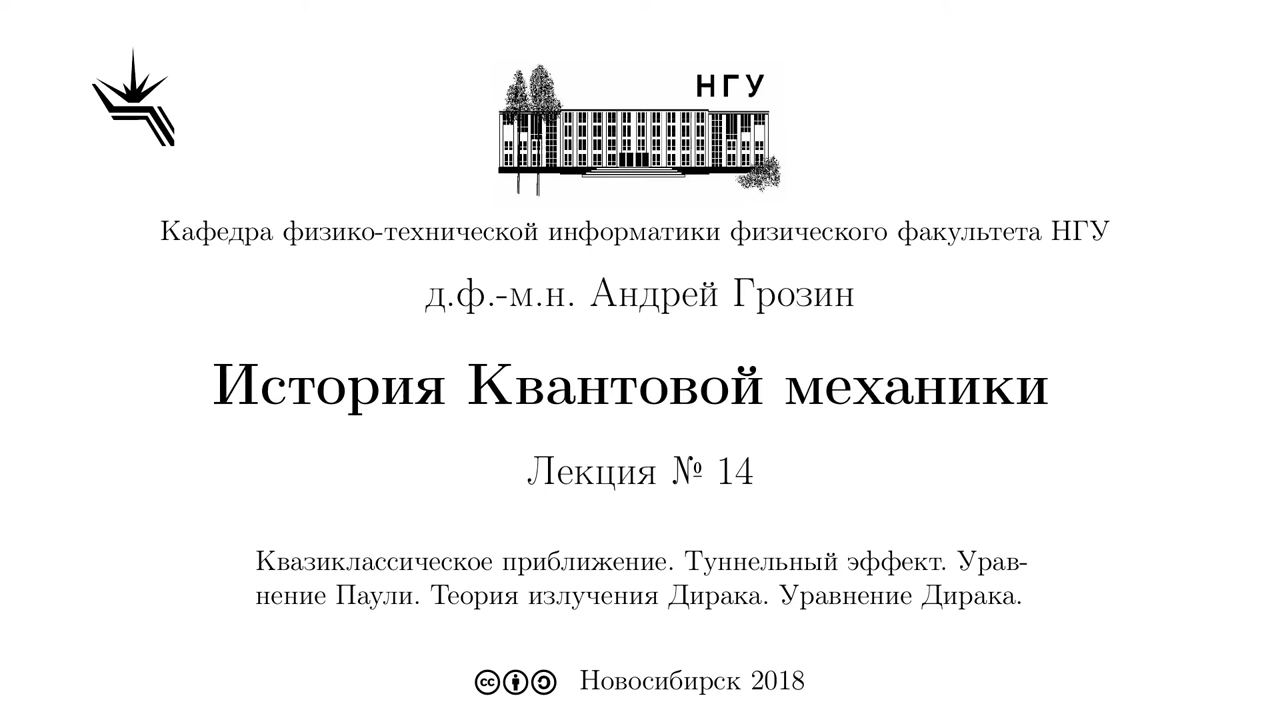 НГУ
Кафедра физико-технической информатики физического факультета НГУ
д.ф.-м.н. Андрей Грозин
История Квантовой механики
Лекция № 14
Квазиклассическое приближение. Туннельный эффект. Урав-
нение Паули. Теория излучения Дирака. Уравнение Дирака.
cc Новосибирск 2018